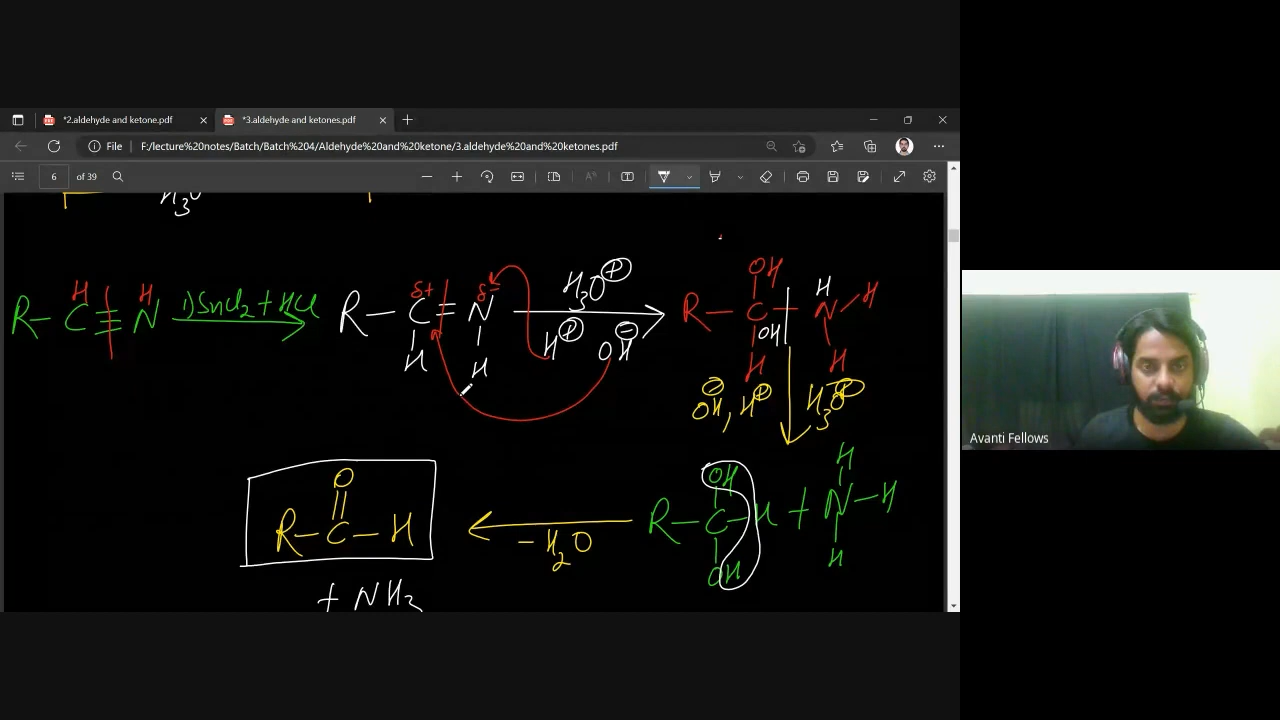 *2.aldehyde and ketone.pdf
*3.aldehyde and ketones.pdf
File F:/lecture%20notes/Batch/Batch%204/Aldehyde%20and%20ketone/3.aldehyde%20and%20ketones.pdf
6 of 39
H₃O
R–C≡N H H 1) SnCl₂ + HCl
R–C=N δ+ δ- H H
H₃O⊕
H⊕ OH⊖
R–C–N OH H H OH H H
OH⊖, H⊕ H₃O⊕
R–C–H OH OH + N–H H H
–H₂O
R–C–H O
+ NH₃
Avanti Fellows